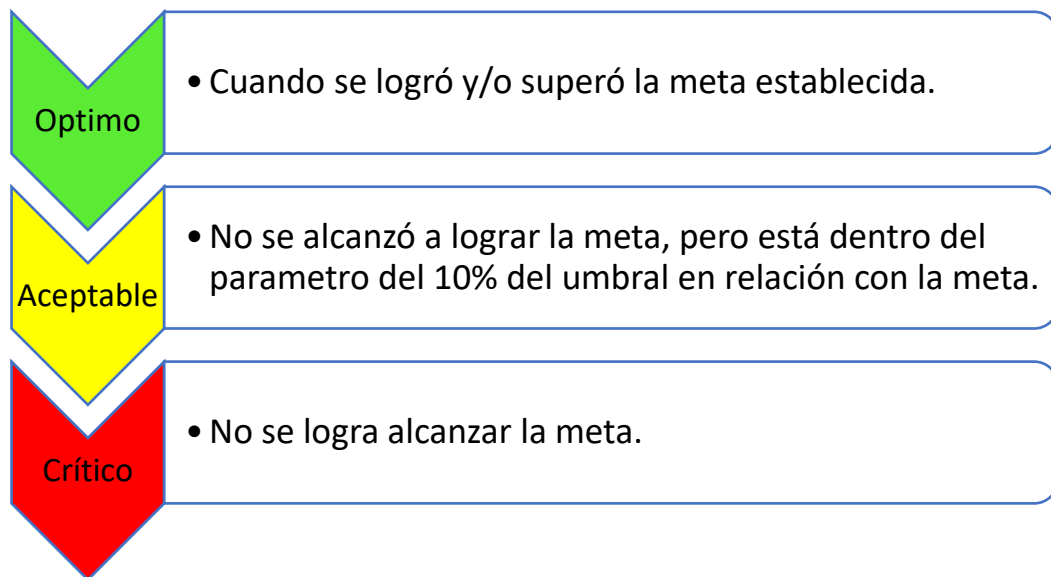 Optimo
• Cuando se logró y/o superó la meta establecida.
Aceptable
• No se alcanzó a lograr la meta, pero está dentro del
parametro del 10% del umbral en relación con la meta.
Crítico
• No se logra alcanzar la meta.